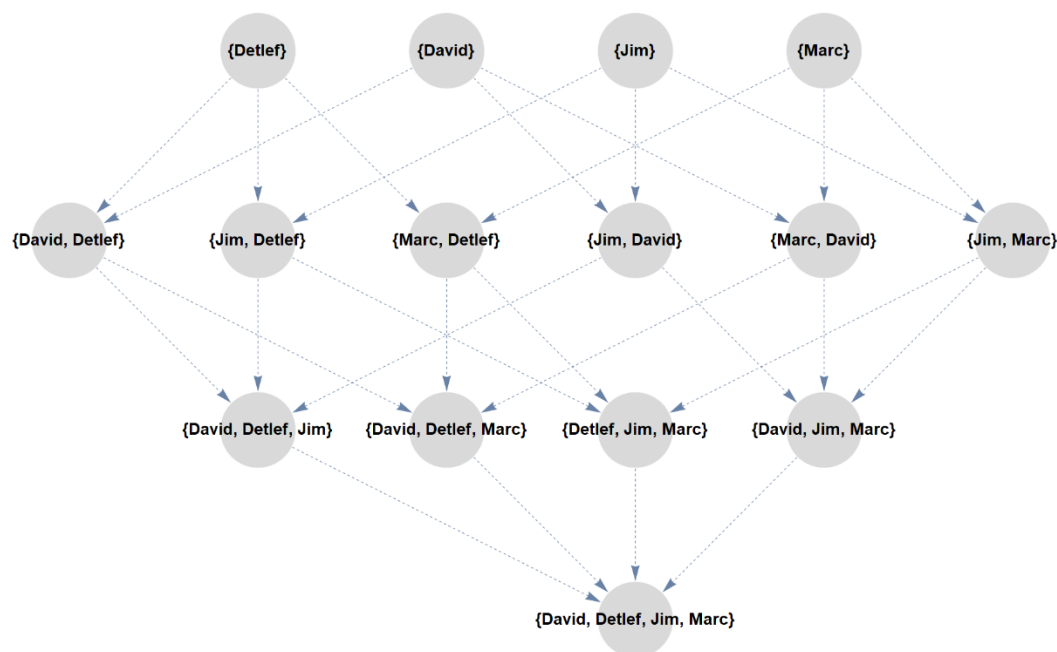 {Detlef}
{David}
{Jim}
{Marc}
{David, Detlef}
{Jim, Detlef}
{Marc, Detlef}
{Jim, David}
{Marc, David}
{Jim, Marc}
{David, Detlef, Jim}
{David, Detlef, Marc}
{Detlef, Jim, Marc}
{David, Jim, Marc}
{David, Detlef, Jim, Marc}